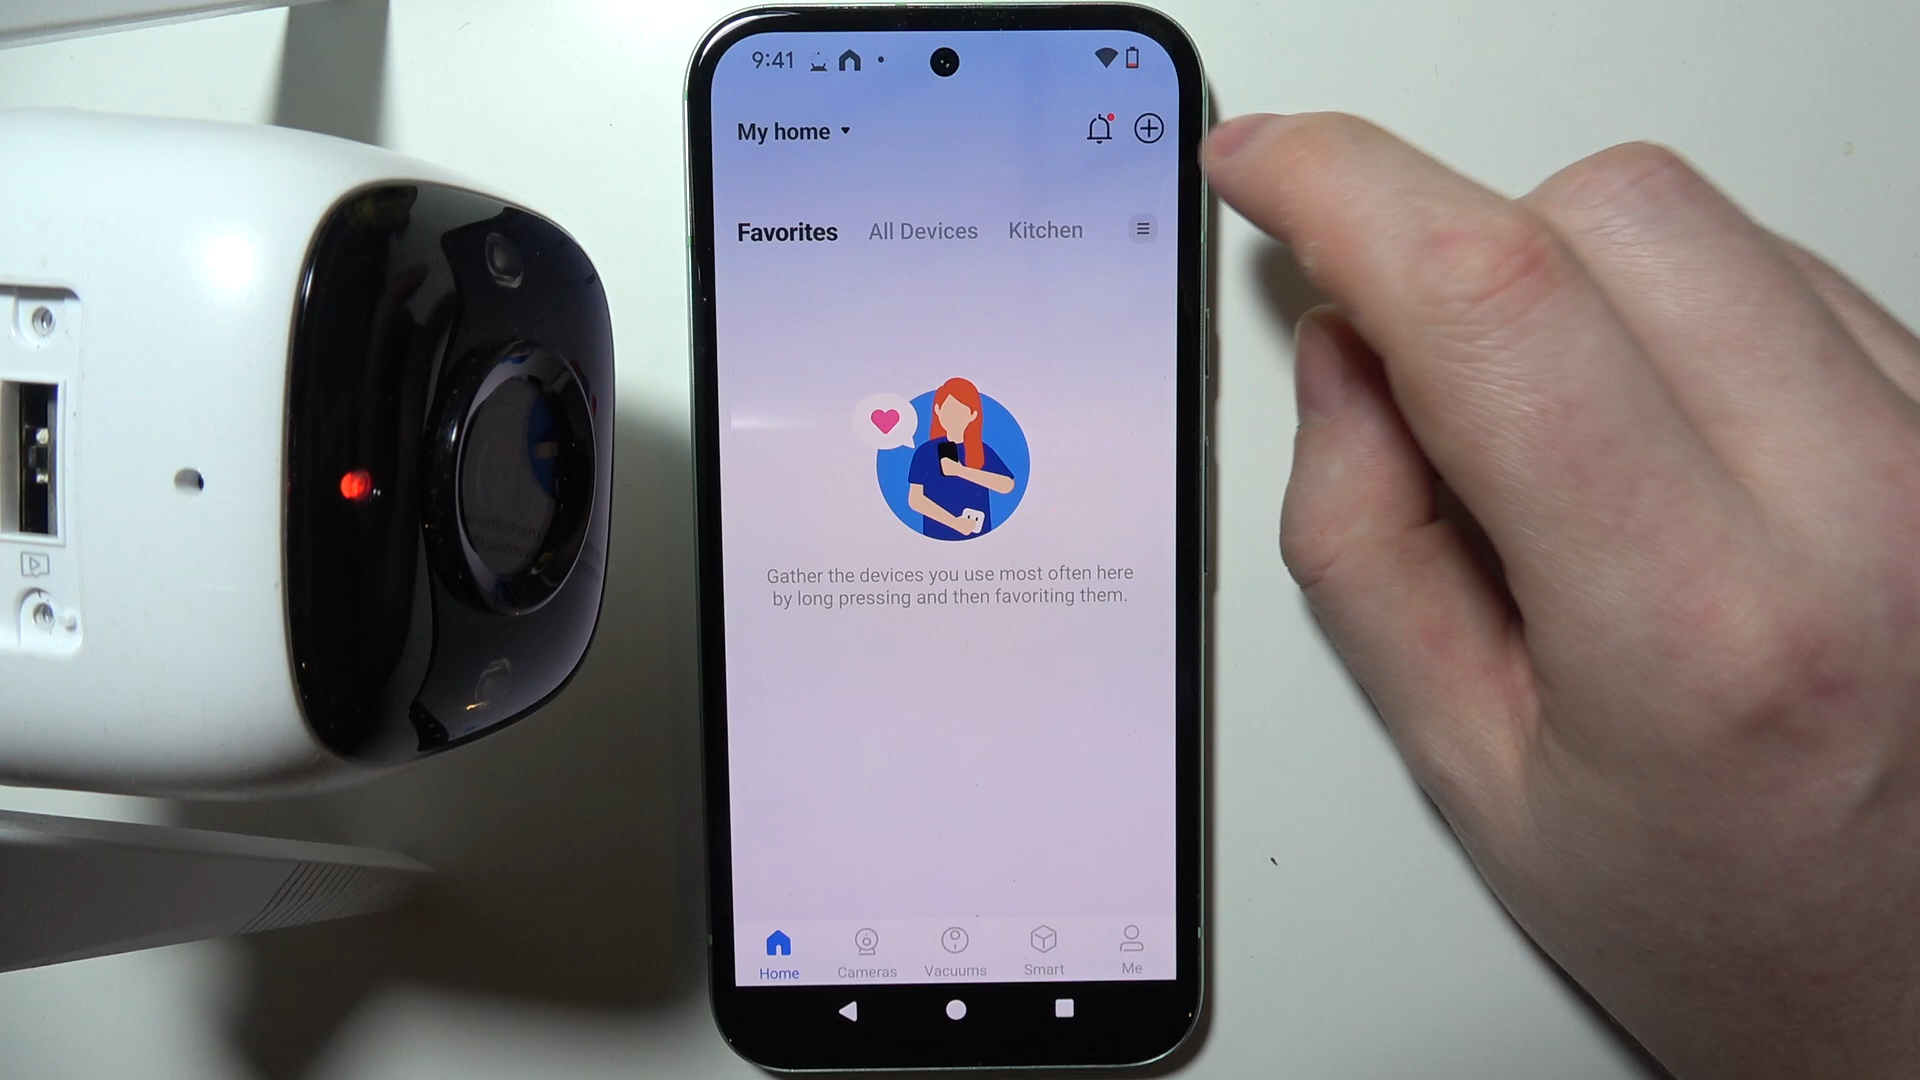 9:41
My home
Favorites All Devices Kitchen
Gather the devices you use most often here
by long pressing and then favoriting them.
Home Cameras Vacuums Smart Me